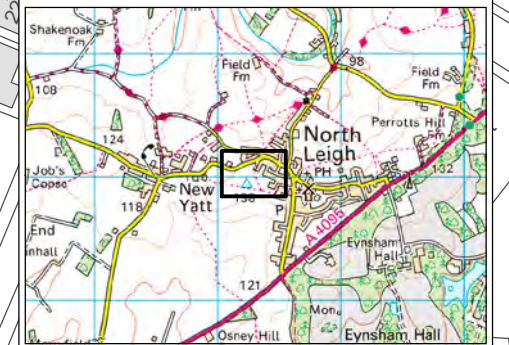 Shakenoak
Fm
Field
Fm
98
Field
Fm
108
124
Perrotts Hill
Fm
North
Leigh
PH
132
Job's
Copse
New
Yatt
118
138
P
A 4095
End
Eynsham
Hall
121
Mon
Osney Hill
Eynsham Hall